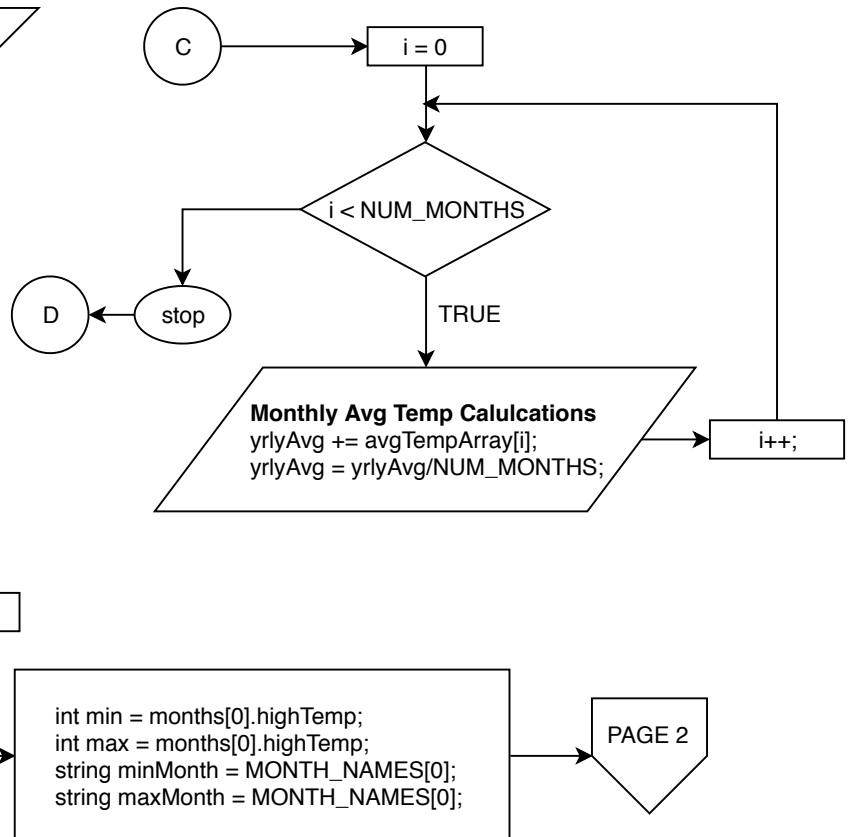 C
i = 0
i < NUM_MONTHS
D
stop
TRUE
Monthly Avg Temp Calulcations
yrlyAvg += avgTempArray[i];
yrlyAvg = yrlyAvg/NUM_MONTHS;
i++;
int min = months[0].highTemp;
int max = months[0].highTemp;
string minMonth = MONTH_NAMES[0];
string maxMonth = MONTH_NAMES[0];
PAGE 2